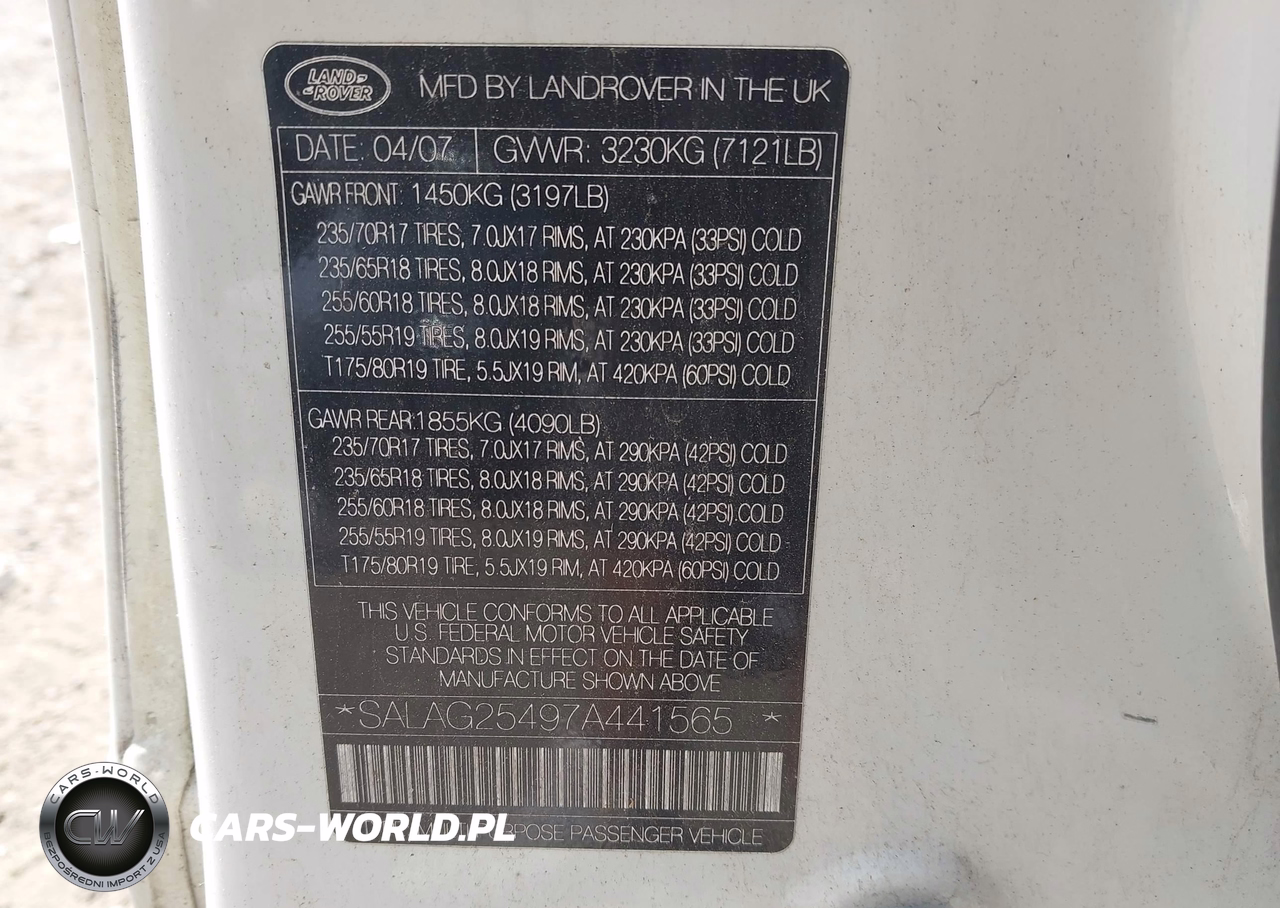 LAND ROVER
MFD BY LANDROVER IN THE UK
DATE: 04/07 GVWR: 3230KG (7121LB)
GAWR FRONT: 1450KG (3197LB)
235/70R17 TIRES, 7.0JX17 RIMS, AT 230KPA (33PSI) COLD
235/65R18 TIRES, 8.0JX18 RIMS, AT 230KPA (33PSI) COLD
255/60R18 TIRES, 8.0JX18 RIMS, AT 230KPA (33PSI) COLD
255/55R19 TIRES, 8.0JX19 RIMS, AT 230KPA (33PSI) COLD
T175/80R19 TIRE, 5.5JX19 RIM, AT 420KPA (60PSI) COLD
GAWR REAR: 1855KG (4090LB)
235/70R17 TIRES, 7.0JX17 RIMS, AT 290KPA (42PSI) COLD
235/65R18 TIRES, 8.0JX18 RIMS, AT 290KPA (42PSI) COLD
255/60R18 TIRES, 8.0JX18 RIMS, AT 290KPA (42PSI) COLD
255/55R19 TIRES, 8.0JX19 RIMS, AT 290KPA (42PSI) COLD
T175/80R19 TIRE, 5.5JX19 RIM, AT 420KPA (60PSI) COLD
THIS VEHICLE CONFORMS TO ALL APPLICABLE
U.S. FEDERAL MOTOR VEHICLE SAFETY
STANDARDS IN EFFECT ON THE DATE OF
MANUFACTURE SHOWN ABOVE
*SALAG25497A441565 *
PASSENGER VEHICLE
CARS-WORLD
CW
BEZPOŚREDNI IMPORT Z USA
CARS-WORLD.PL